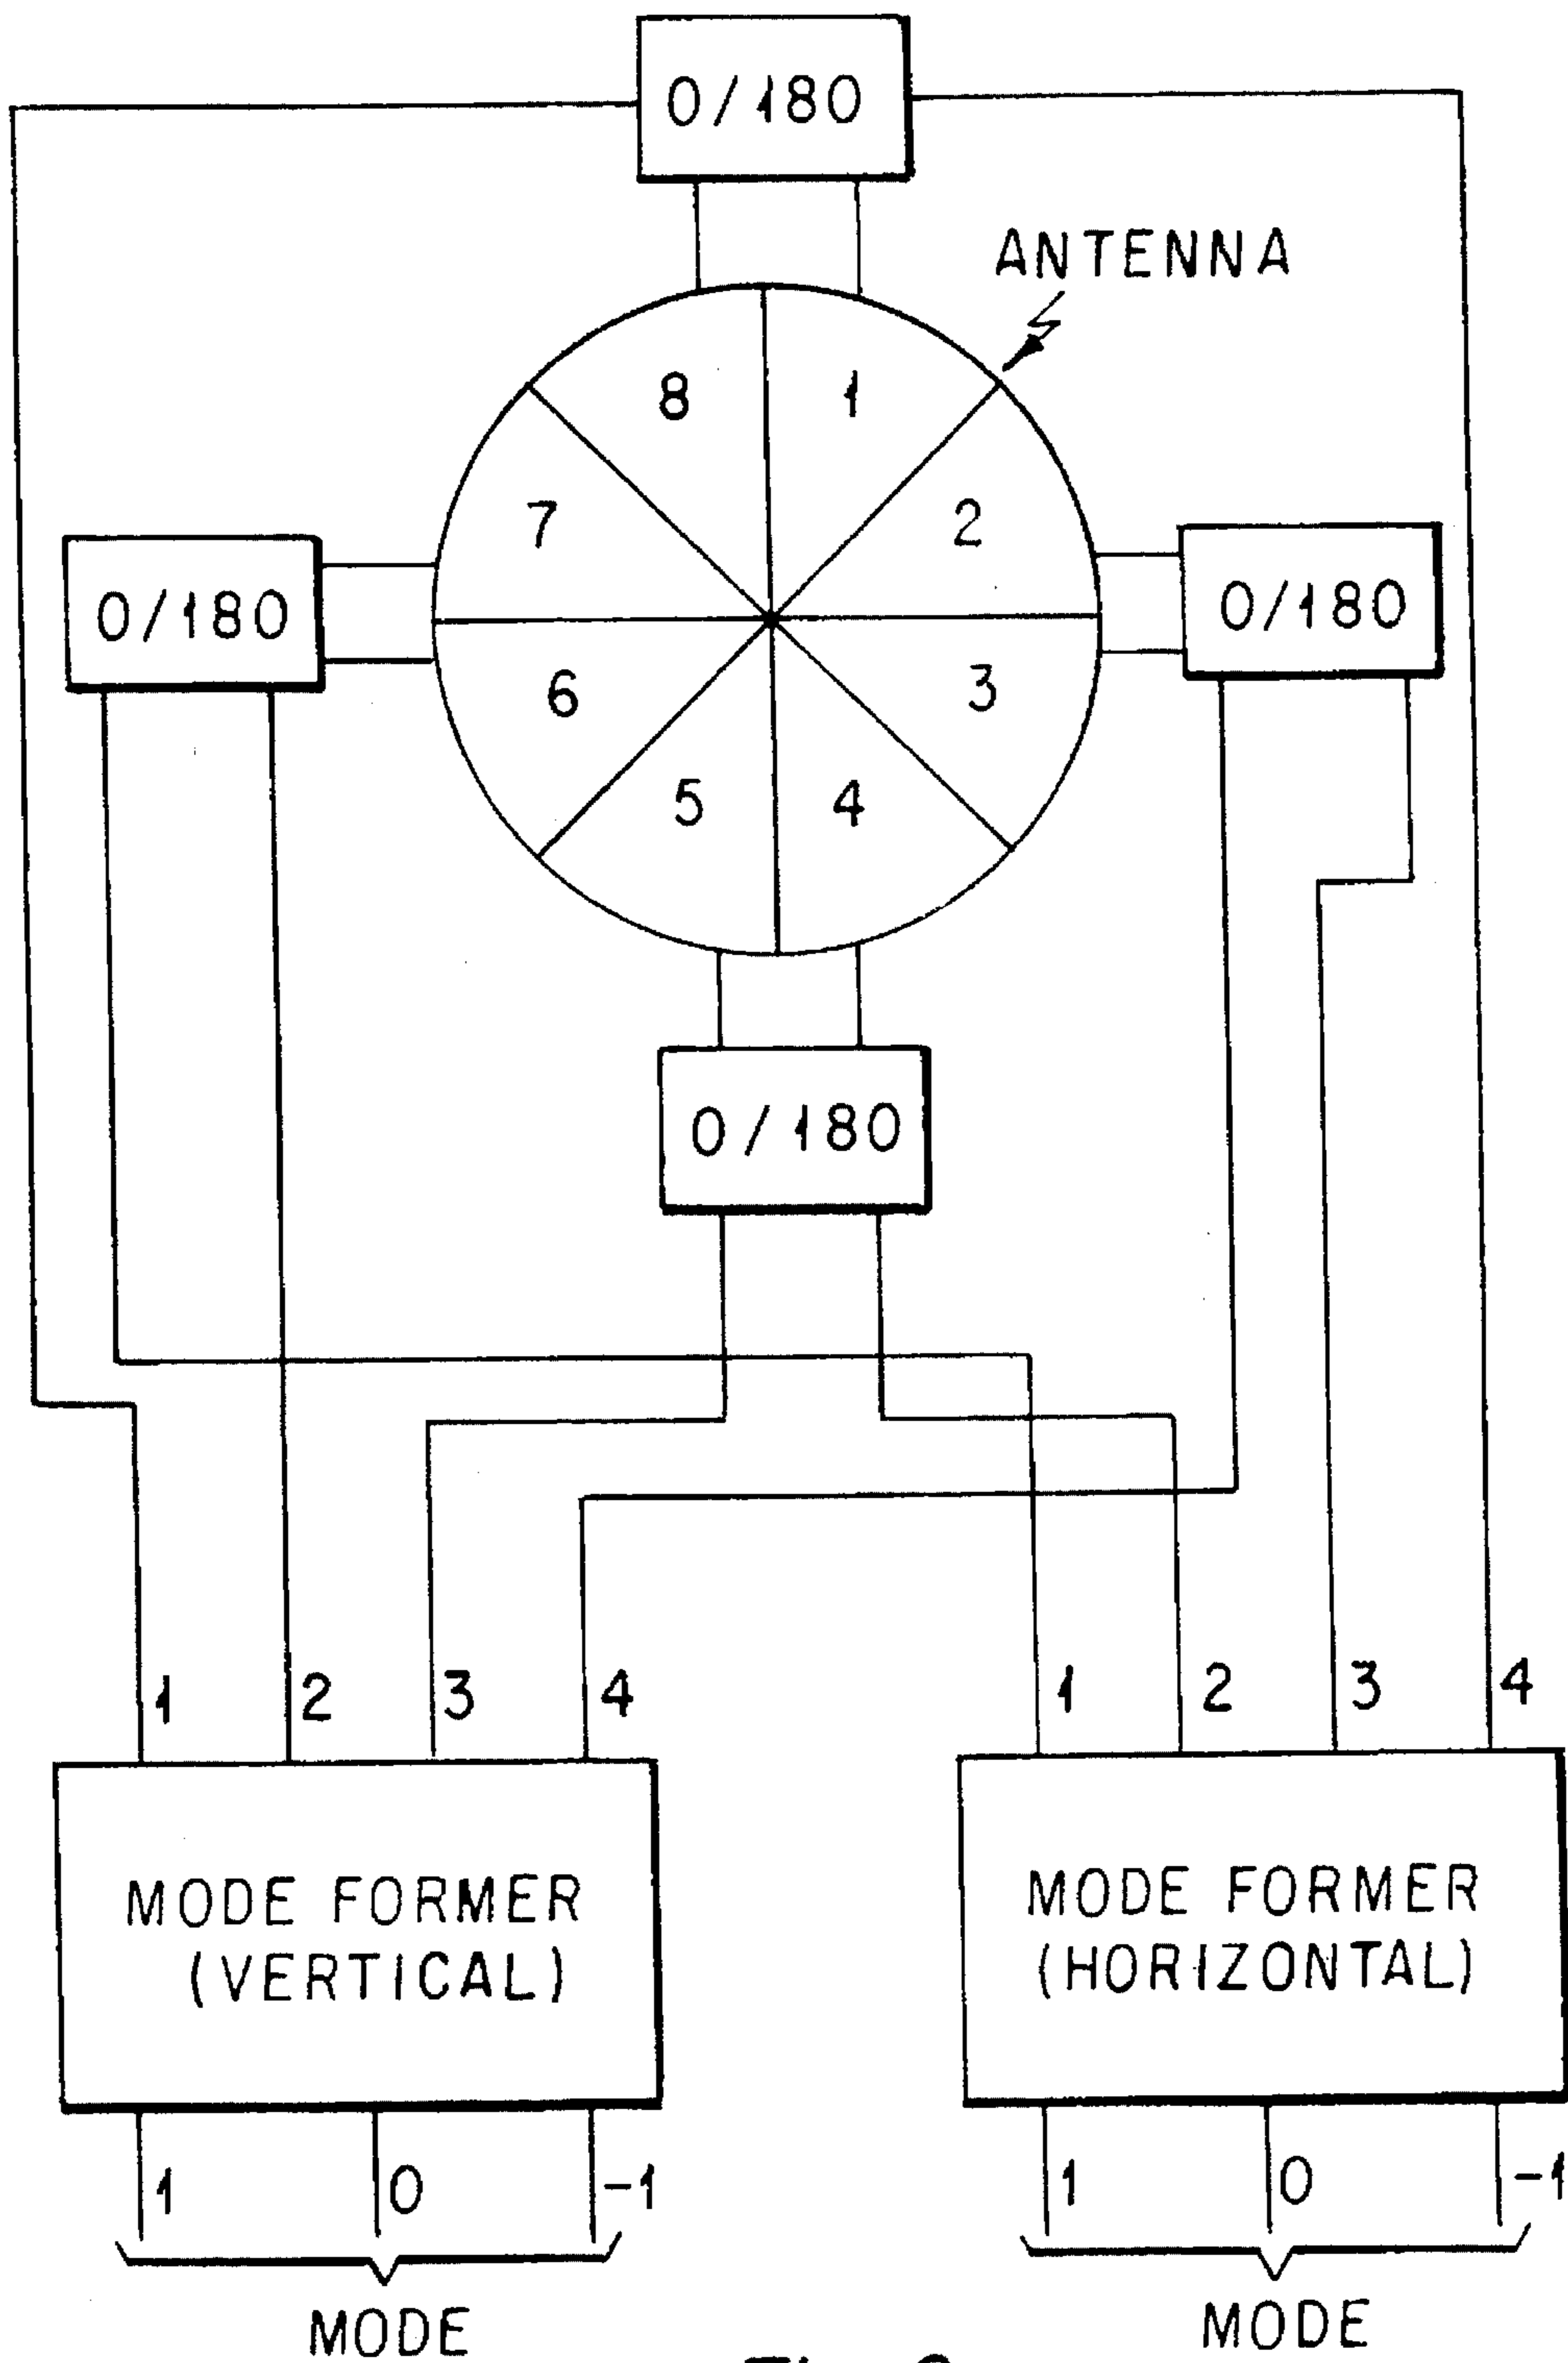 0/180
ANTENNA
8 1
7 2
0/180 0/180
6 3
5 4
0/180
1 2 3 4 1 2 3 4
MODE FORMER
(VERTICAL)
MODE FORMER
(HORIZONTAL)
1 0 -1 1 0 -1
MODE MODE